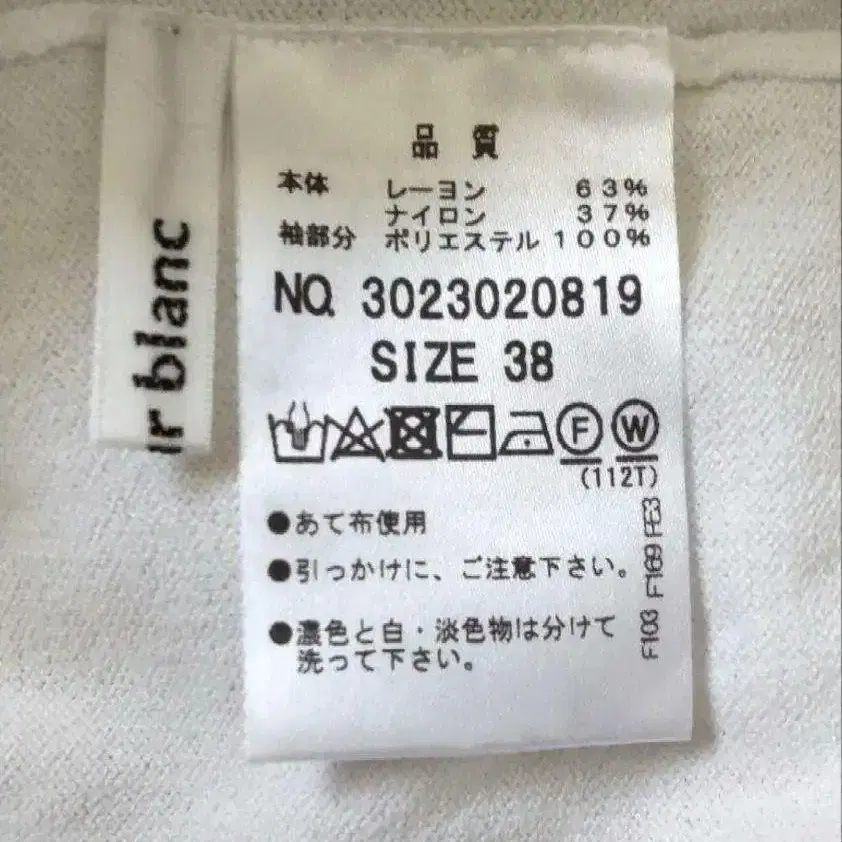 ur blanc
品質
本体 レーヨン 63%
ナイロン 37%
袖部分 ポリエステル 100%
NO. 3023020819
SIZE 38
F W
(112T)
●あて布使用
●引っかけに、ご注意下さい。
●濃色と白・淡色物は分けて
洗って下さい。
F103 F169 F63